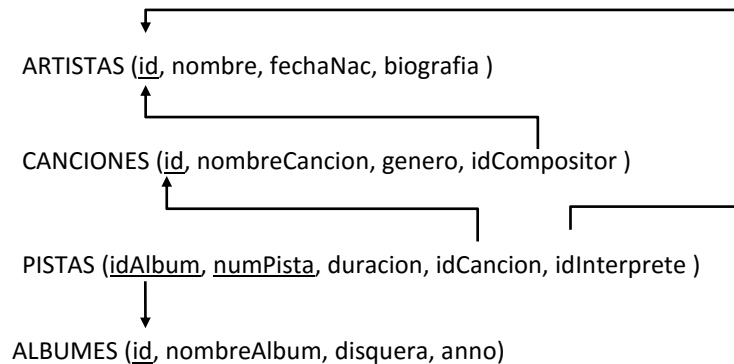 ARTISTAS (id, nombre, fechaNac, biografia )
CANCIONES (id, nombreCancion, genero, idCompositor )
PISTAS (idAlbum, numPista, duracion, idCancion, idInterprete )
ALBUMES (id, nombreAlbum, disquera, anno)